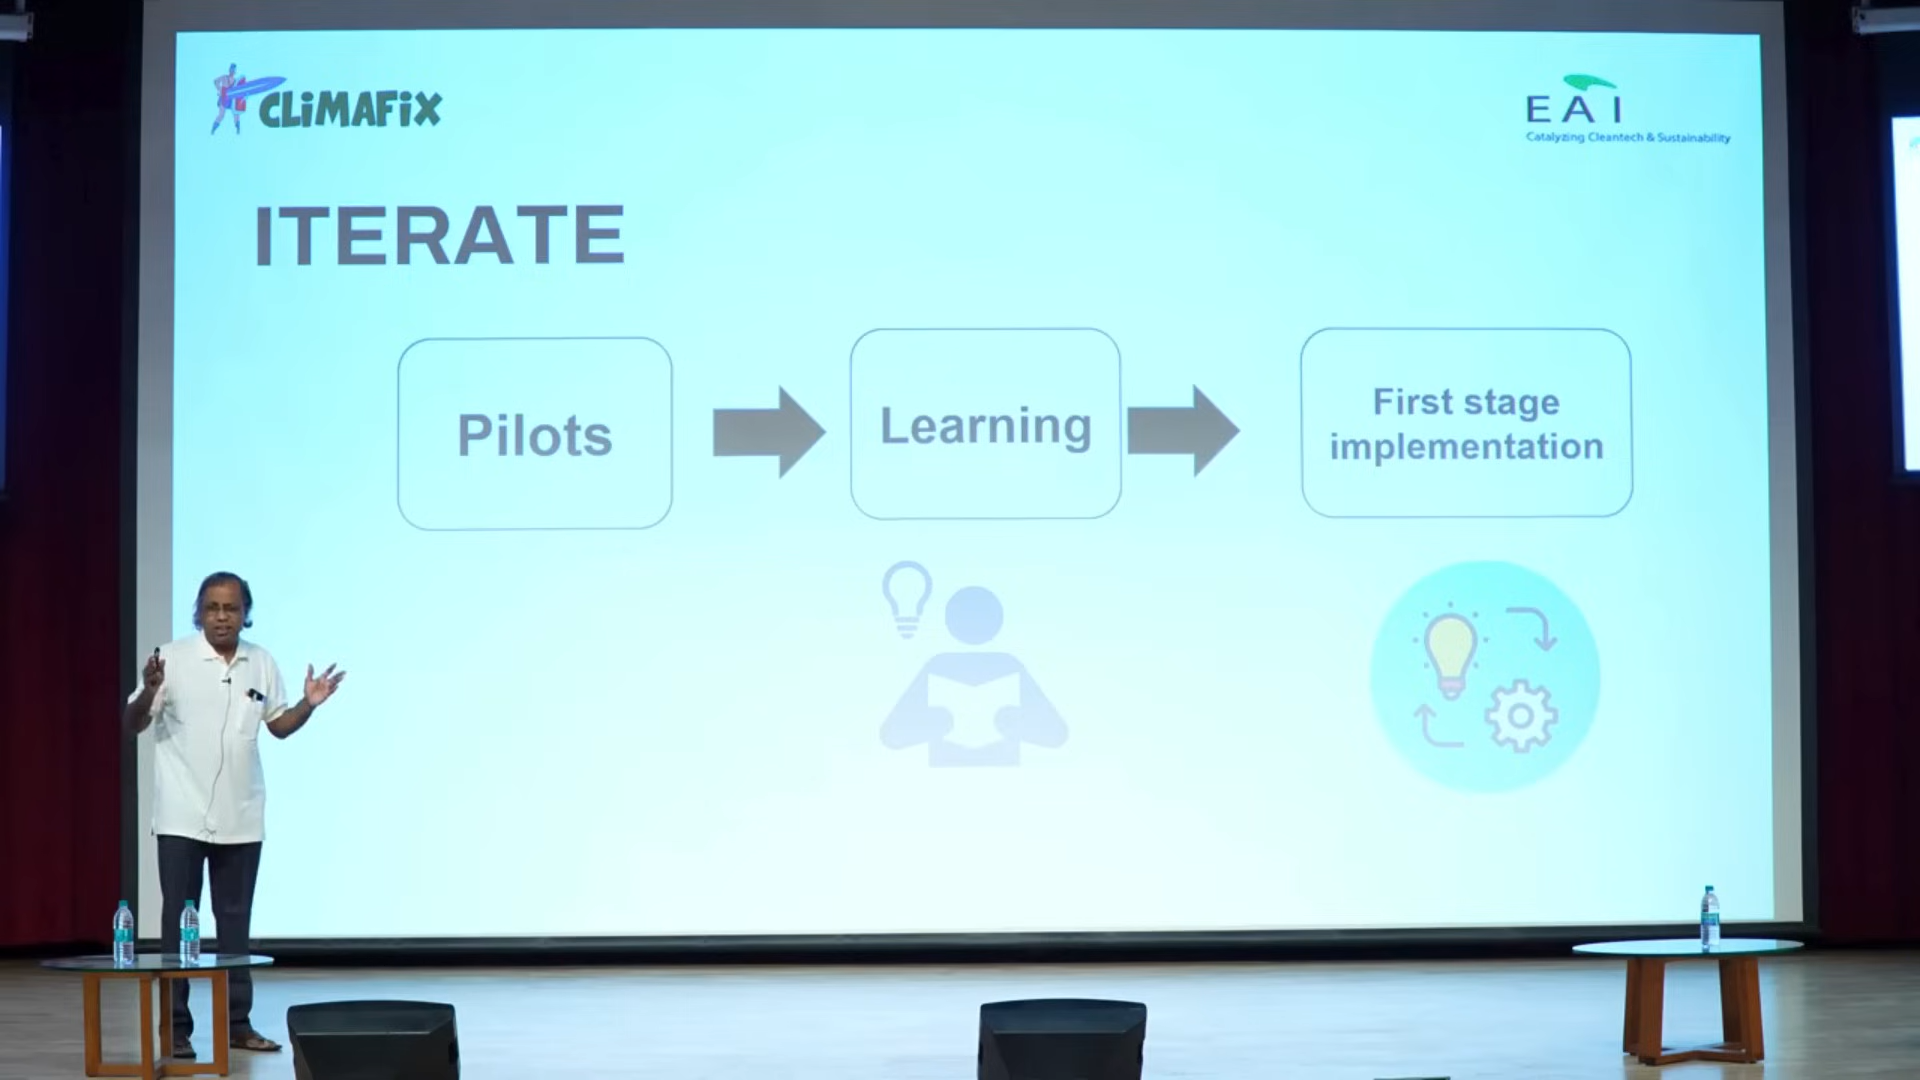 CLiMAFiX
EAI
Catalyzing Cleantech & Sustainability
ITERATE
Pilots
Learning
First stage
implementation